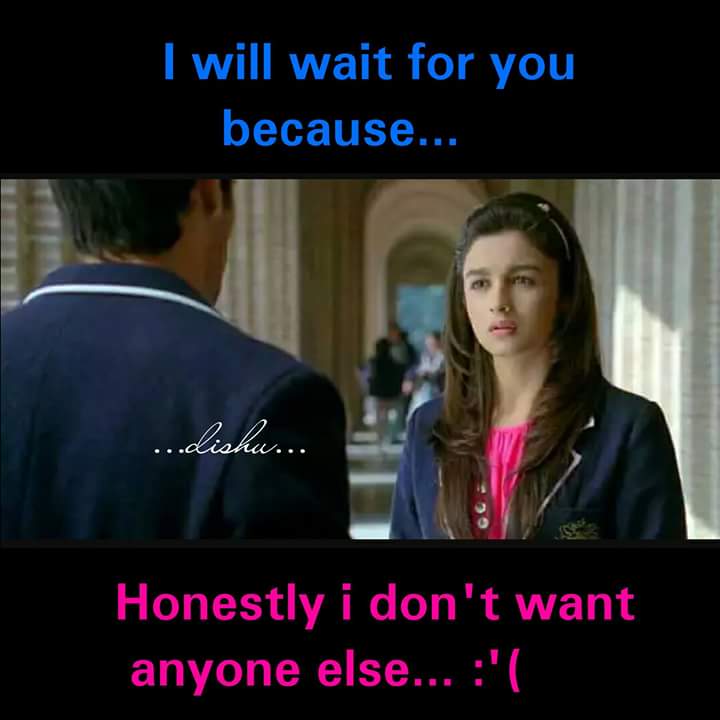 I will wait for you
because...
...dishu...
Honestly i don't want
anyone else... :'(